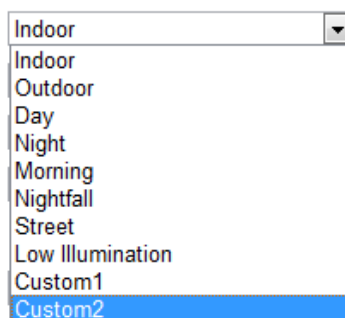 Indoor
Indoor
Outdoor
Day
Night
Morning
Nightfall
Street
Low Illumination
Custom1
Custom2